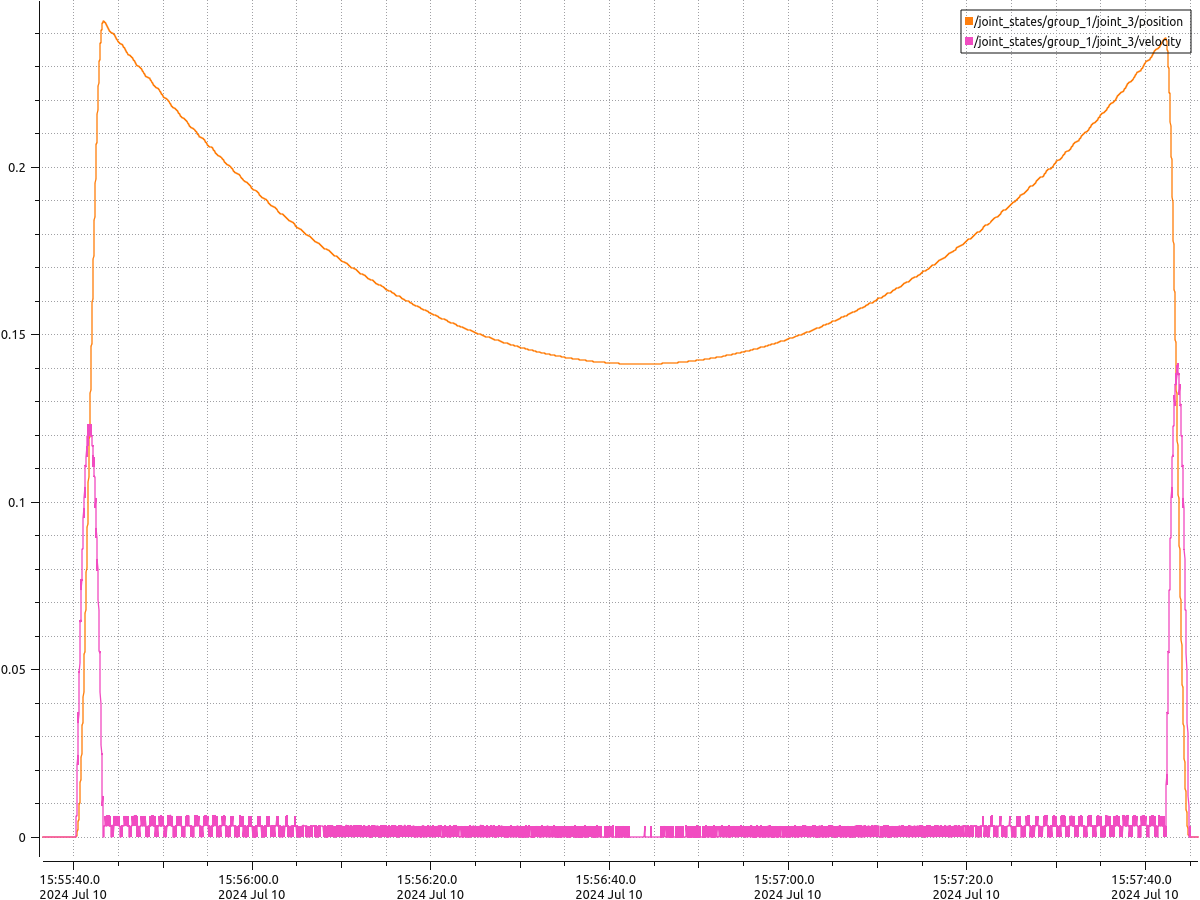 /joint_states/group_1/joint_3/position
/joint_states/group_1/joint_3/velocity
0.2
0.15
0.1
0.05
0
15:55:40.0 15:56:00.0 15:56:20.0 15:56:40.0 15:57:00.0 15:57:20.0 15:57:40.0
2024 Jul 10 2024 Jul 10 2024 Jul 10 2024 Jul 10 2024 Jul 10 2024 Jul 10 2024 Jul 10